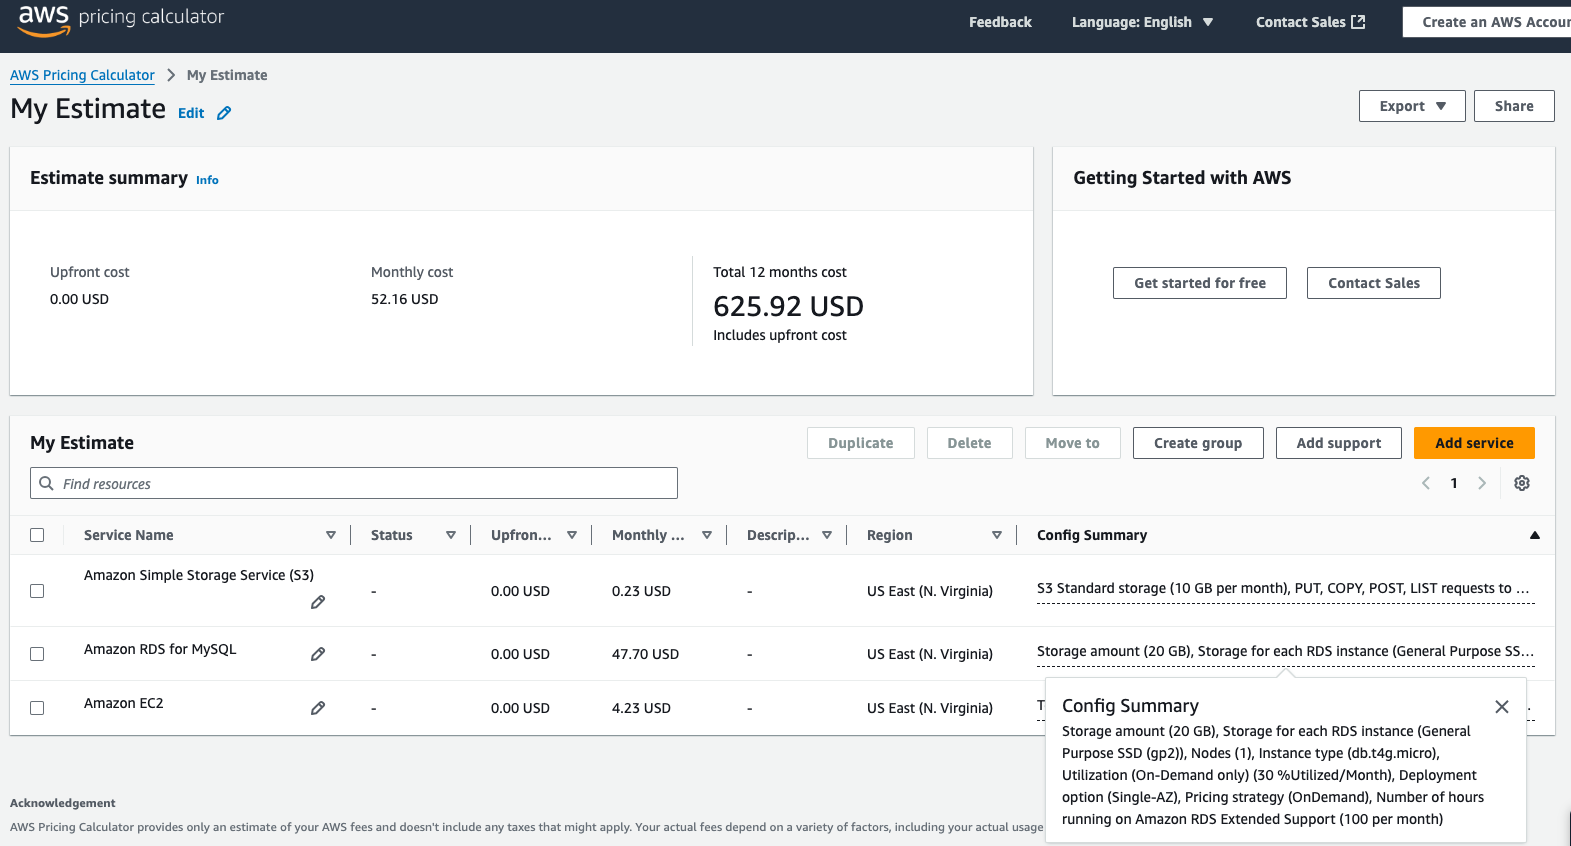 aws pricing calculator
Feedback
Language: English
Contact Sales
Create an AWS Accoun
AWS Pricing Calculator
My Estimate
My Estimate
Edit
Export
Share
Estimate summary Info
Getting Started with AWS
Upfront cost
0.00 USD
Monthly cost
52.16 USD
Total 12 months cost
625.92 USD
Includes upfront cost
Get started for free
Contact Sales
My Estimate
Duplicate
Delete
Move to
Create group
Add support
Add service
Find resources
1
Service Name
Status
Upfron...
Monthly ...
Descrip...
Region
Config Summary
Amazon Simple Storage Service (S3)
-
0.00 USD
0.23 USD
-
US East (N. Virginia)
S3 Standard storage (10 GB per month), PUT, COPY, POST, LIST requests to ...
Amazon RDS for MySQL
-
0.00 USD
47.70 USD
-
US East (N. Virginia)
Storage amount (20 GB), Storage for each RDS instance (General Purpose SS...
Amazon EC2
-
0.00 USD
4.23 USD
-
US East (N. Virginia)
T
Config Summary
Storage amount (20 GB), Storage for each RDS instance (General
Purpose SSD (gp2)), Nodes (1), Instance type (db.t4g.micro),
Utilization (On-Demand only) (30 %Utilized/Month), Deployment
option (Single-AZ), Pricing strategy (OnDemand), Number of hours
running on Amazon RDS Extended Support (100 per month)
Acknowledgement
AWS Pricing Calculator provides only an estimate of your AWS fees and doesn't include any taxes that might apply. Your actual fees depend on a variety of factors, including your actual usage